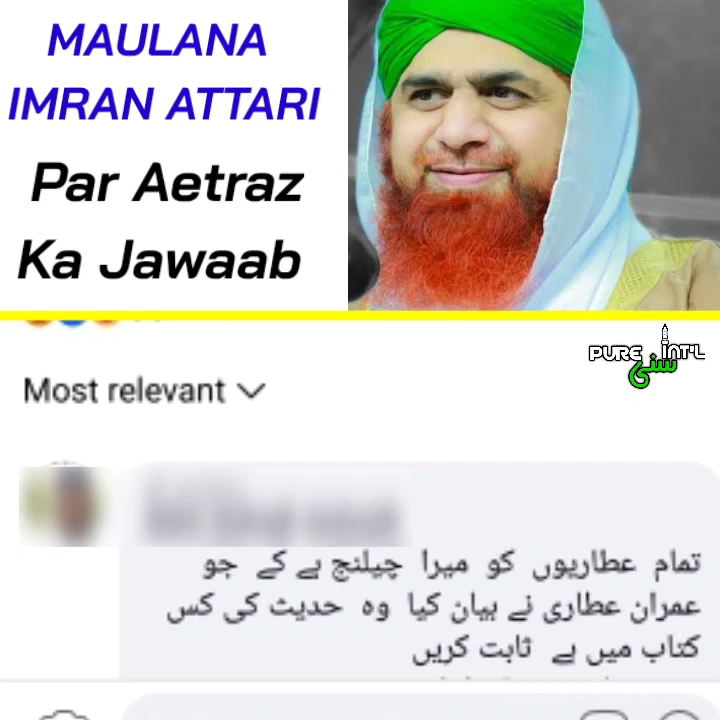 MAULANA
IMRAN ATTARI
Par Aetraz
Ka Jawaab
PURE سنی INT'L
Most relevant
تمام عطاریوں کو میرا چیلنج ہے کے جو
عمران عطاری نے بیان کیا وہ حدیث کی کس
کتاب میں ہے ثابت کریں